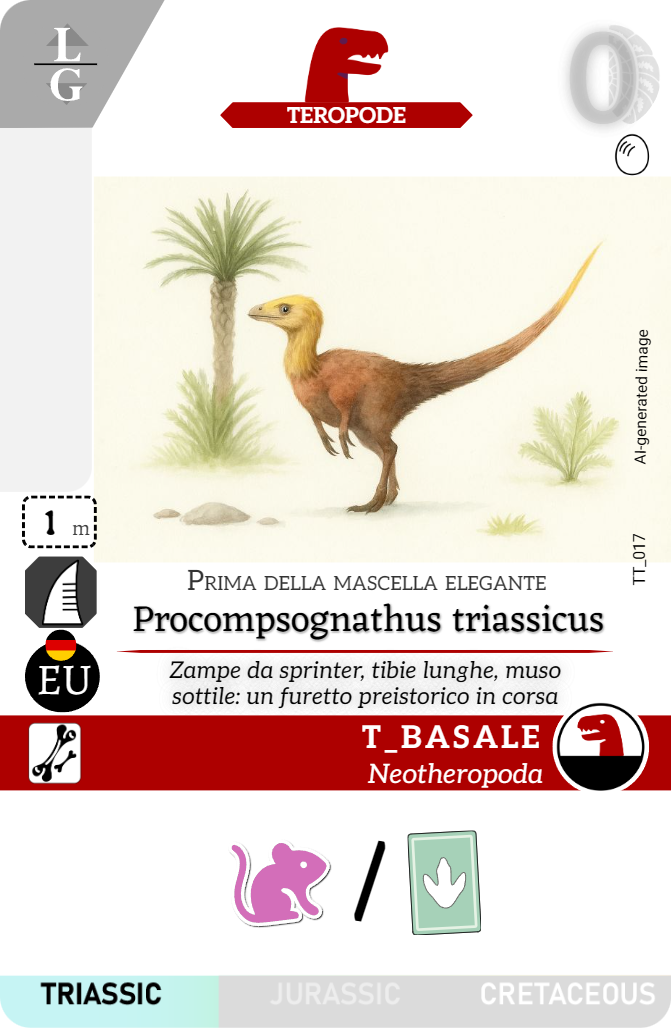 L
G
TEROPODE
0
AI-generated image
TT_017
1 m
PRIMA DELLA MASCELLA ELEGANTE
Procompsognathus triassicus
EU
Zampe da sprinter, tibie lunghe, muso
sottile: un furetto preistorico in corsa
T_BASALE
Neotheropoda
/
TRIASSIC JURASSIC CRETACEOUS